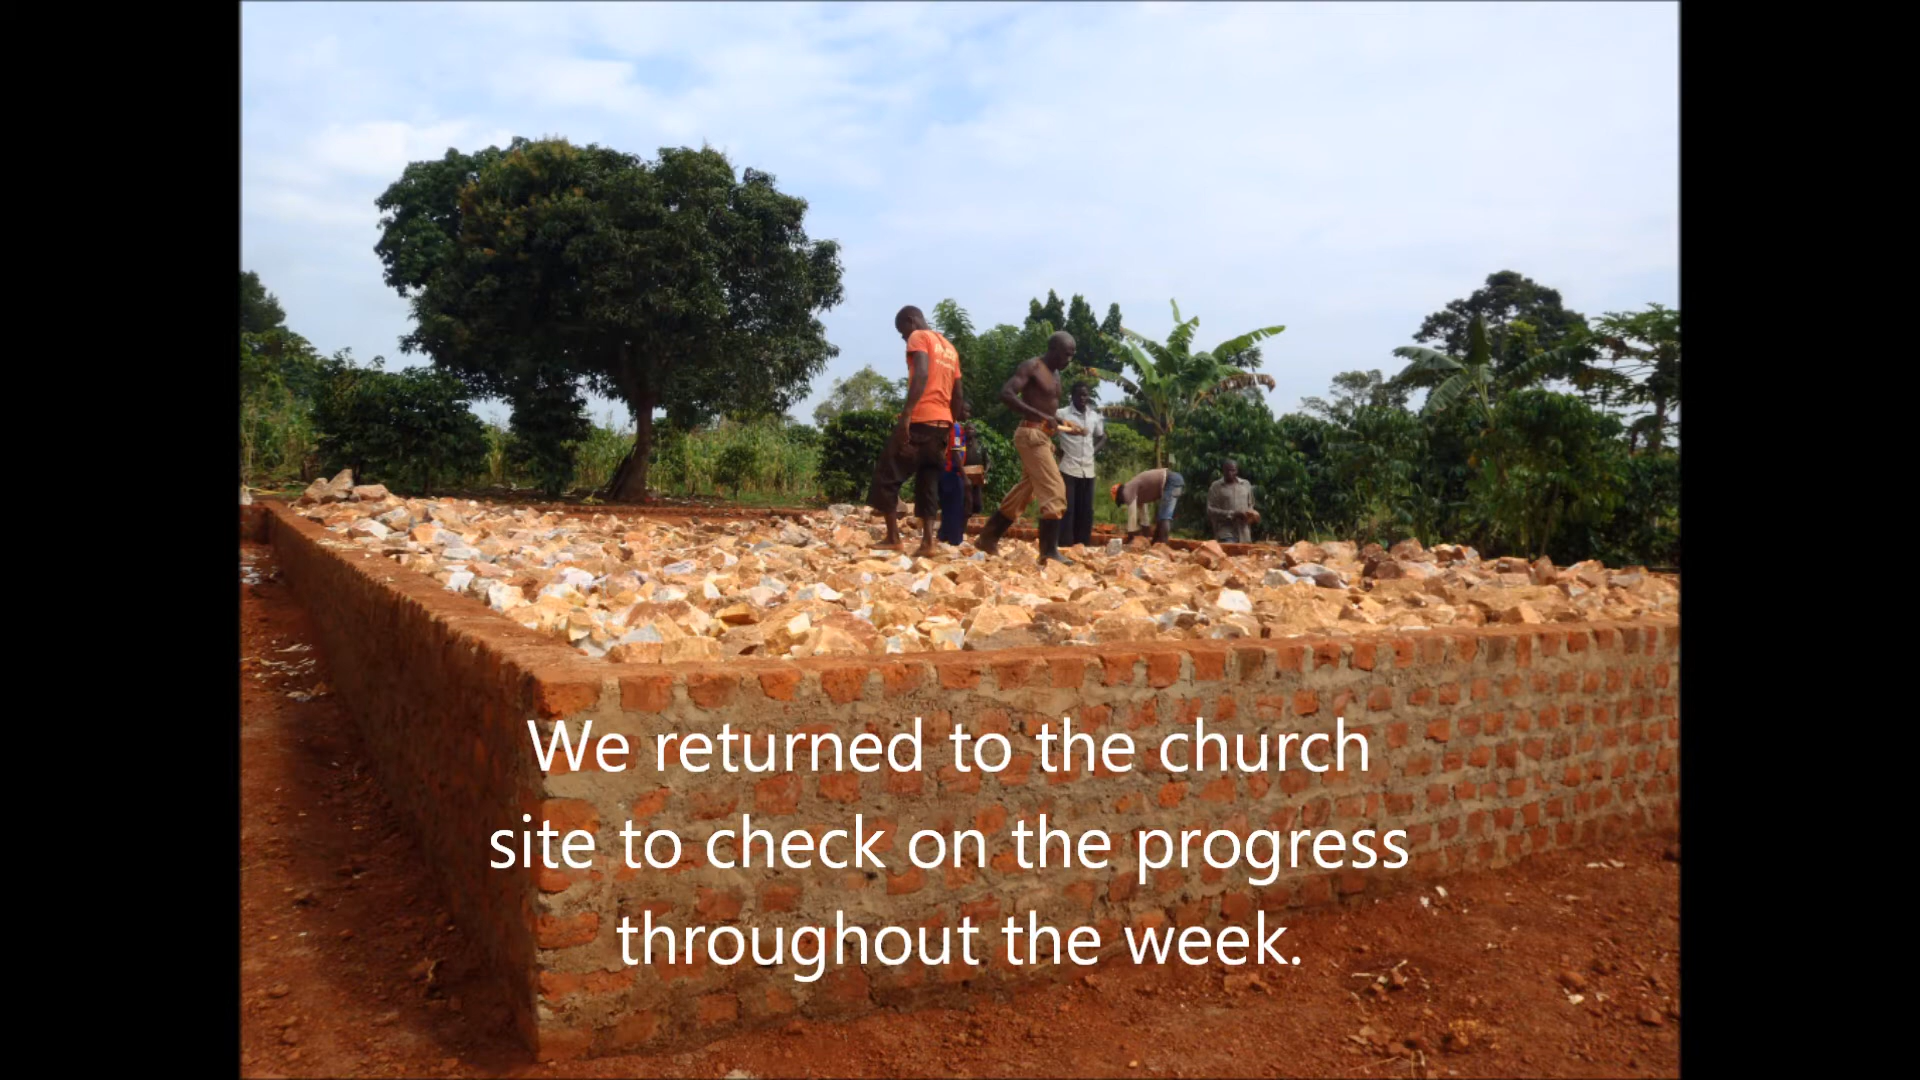 We returned to the church
site to check on the progress
throughout the week.